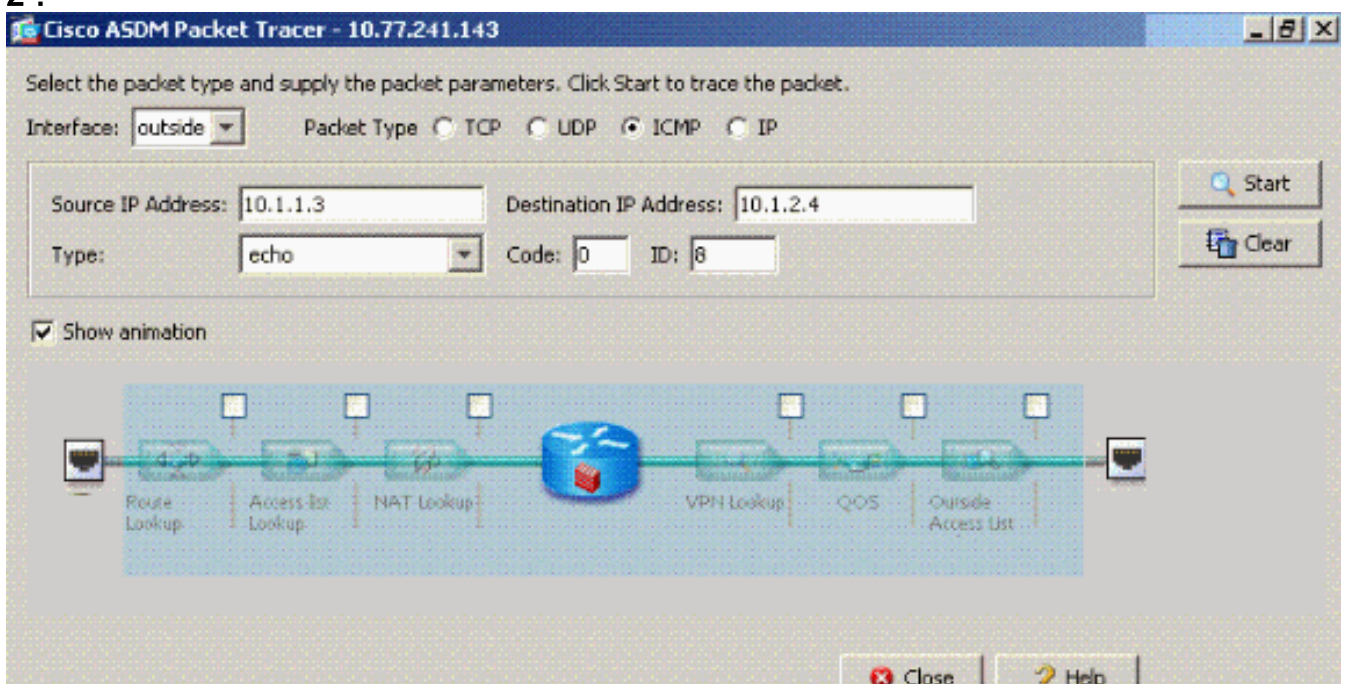 2 .
Cisco ASDM Packet Tracer - 10.77.241.143
Select the packet type and supply the packet parameters. Click Start to trace the packet.
Interface: outside Packet Type TCP UDP ICMP IP
Source IP Address: 10.1.1.3 Destination IP Address: 10.1.2.4 Start
Type: echo Code: 0 ID: 8 Clear
Show animation
Route Lookup
Access list Lookup
NAT Lookup
VPN Lookup
QOS
Outside Access List
Close Help